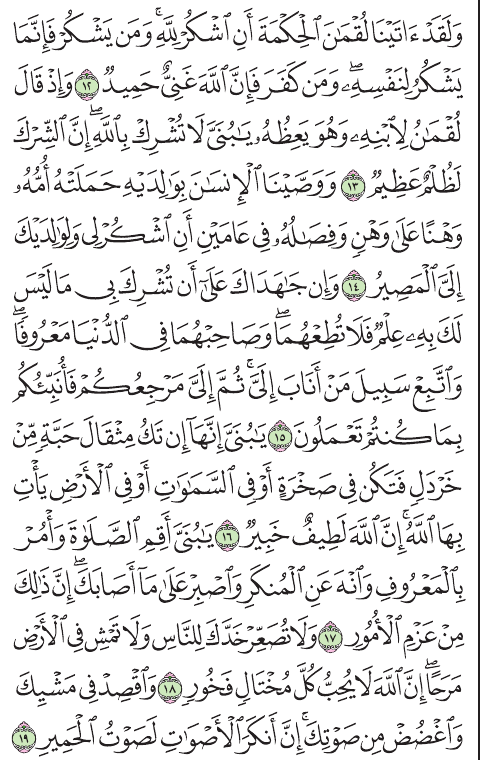 وَلَقَدْ ءَاتَيْنَا لُقْمَٰنَ ٱلْحِكْمَةَ أَنِ ٱشْكُرْ لِلَّهِۚ وَمَن يَشْكُرْ فَإِنَّمَا
يَشْكُرُ لِنَفْسِهِۦۖ وَمَن كَفَرَ فَإِنَّ ٱللَّهَ غَنِىٌّ حَمِيدٌ ١٢ وَإِذْ قَالَ
لُقْمَٰنُ لِٱبْنِهِۦ وَهُوَ يَعِظُهُۥ يَٰبُنَىَّ لَا تُشْرِكْ بِٱللَّهِۖ إِنَّ ٱلشِّرْكَ
لَظُلْمٌ عَظِيمٌ ١٣ وَوَصَّيْنَا ٱلْإِنسَٰنَ بِوَٰلِدَيْهِ حَمَلَتْهُ أُمُّهُۥ
وَهْنًا عَلَىٰ وَهْنٍ وَفِصَٰلُهُۥ فِى عَامَيْنِ أَنِ ٱشْكُرْ لِى وَلِوَٰلِدَيْكَ
إِلَىَّ ٱلْمَصِيرُ ١٤ وَإِن جَٰهَدَاكَ عَلَىٰٓ أَن تُشْرِكَ بِى مَا لَيْسَ
لَكَ بِهِۦ عِلْمٌ فَلَا تُطِعْهُمَاۖ وَصَاحِبْهُمَا فِى ٱلدُّنْيَا مَعْرُوفًاۖ
وَٱتَّبِعْ سَبِيلَ مَنْ أَنَابَ إِلَىَّۚ ثُمَّ إِلَىَّ مَرْجِعُكُمْ فَأُنَبِّئُكُم
بِمَا كُنتُمْ تَعْمَلُونَ ١٥ يَٰبُنَىَّ إِنَّهَآ إِن تَكُ مِثْقَالَ حَبَّةٍ مِّنْ
خَرْدَلٍ فَتَكُن فِى صَخْرَةٍ أَوْ فِى ٱلسَّمَٰوَٰتِ أَوْ فِى ٱلْأَرْضِ يَأْتِ
بِهَا ٱللَّهُۚ إِنَّ ٱللَّهَ لَطِيفٌ خَبِيرٌ ١٦ يَٰبُنَىَّ أَقِمِ ٱلصَّلَوٰةَ وَأْمُرْ
بِٱلْمَعْرُوفِ وَٱنْهَ عَنِ ٱلْمُنكَرِ وَٱصْبِرْ عَلَىٰ مَآ أَصَابَكَۖ إِنَّ ذَٰلِكَ
مِنْ عَزْمِ ٱلْأُمُورِ ١٧ وَلَا تُصَعِّرْ خَدَّكَ لِلنَّاسِ وَلَا تَمْشِ فِى ٱلْأَرْضِ
مَرَحًاۖ إِنَّ ٱللَّهَ لَا يُحِبُّ كُلَّ مُخْتَالٍ فَخُورٍ ١٨ وَٱقْصِدْ فِى مَشْيِكَ
وَٱغْضُضْ مِن صَوْتِكَۚ إِنَّ أَنكَرَ ٱلْأَصْوَٰتِ لَصَوْتُ ٱلْحَمِيرِ ١٩